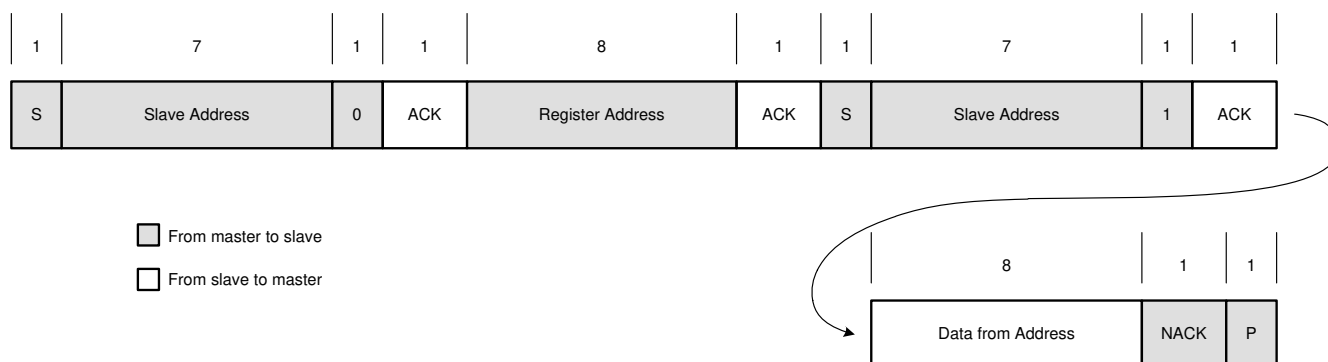 1 7 1 1 8 1 1 7 1 1
S Slave Address 0 ACK Register Address ACK S Slave Address 1 ACK
From master to slave
From slave to master
8 1 1
Data from Address NACK P